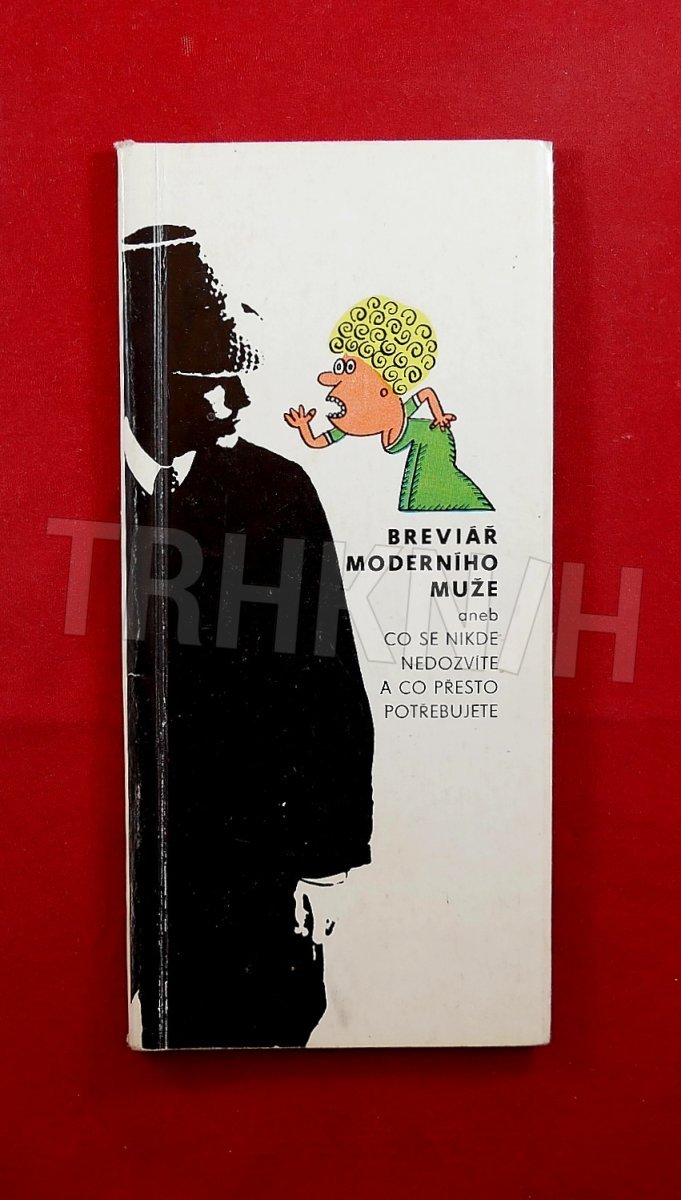 BREVIÁŘ
MODERNÍHO
MUŽE
aneb
CO SE NIKDE
NEDOZVÍTE
A CO PŘESTO
POTŘEBUJETE
TRHKNIH